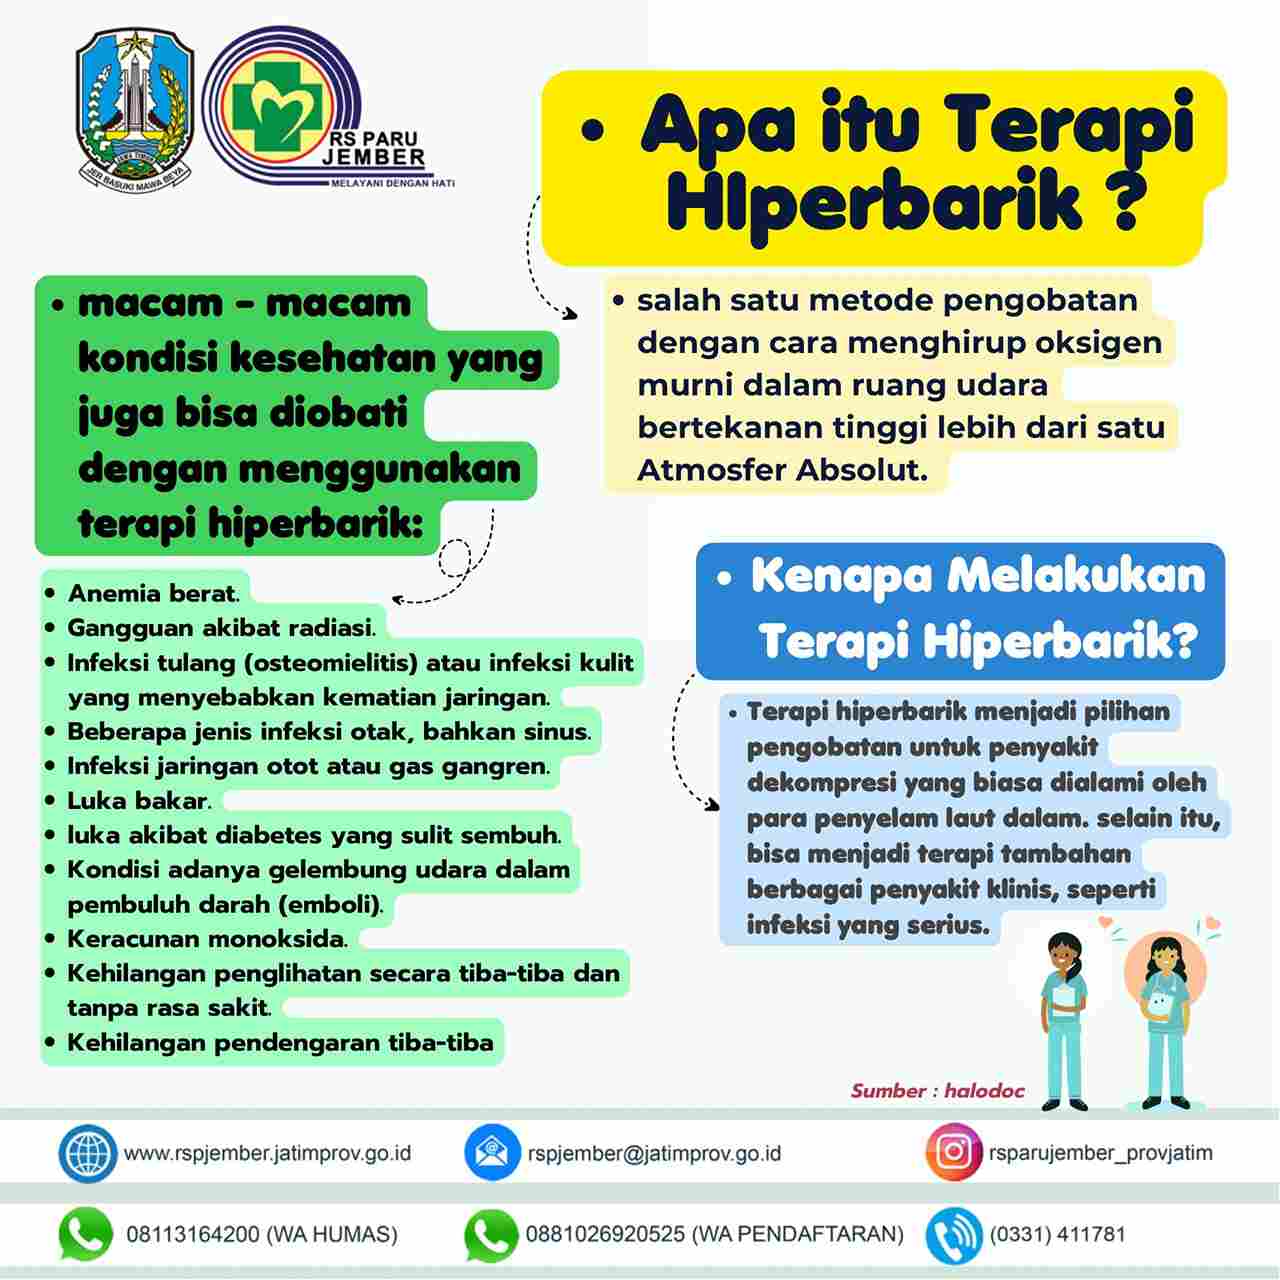 JAWA TIMUR
JER BASUKI MAWA BEYA
RS PARU
JEMBER
MELAYANI DENGAN HATI
• Apa itu Terapi
HIperbarik ?
• salah satu metode pengobatan
dengan cara menghirup oksigen
murni dalam ruang udara
bertekanan tinggi lebih dari satu
Atmosfer Absolut.
• macam - macam
kondisi kesehatan yang
juga bisa diobati
dengan menggunakan
terapi hiperbarik:
• Anemia berat.
• Gangguan akibat radiasi.
• Infeksi tulang (osteomielitis) atau infeksi kulit
yang menyebabkan kematian jaringan.
• Beberapa jenis infeksi otak, bahkan sinus.
• Infeksi jaringan otot atau gas gangren.
• Luka bakar.
• luka akibat diabetes yang sulit sembuh.
• Kondisi adanya gelembung udara dalam
pembuluh darah (emboli).
• Keracunan monoksida.
• Kehilangan penglihatan secara tiba-tiba dan
tanpa rasa sakit.
• Kehilangan pendengaran tiba-tiba
• Kenapa Melakukan
Terapi Hiperbarik?
• Terapi hiperbarik menjadi pilihan
pengobatan untuk penyakit
dekompresi yang biasa dialami oleh
para penyelam laut dalam. selain itu,
bisa menjadi terapi tambahan
berbagai penyakit klinis, seperti
infeksi yang serius.
Sumber : halodoc
www.rspjember.jatimprov.go.id
rspjember@jatimprov.go.id
rsparujember_provjatim
08113164200 (WA HUMAS)
0881026920525 (WA PENDAFTARAN)
(0331) 411781